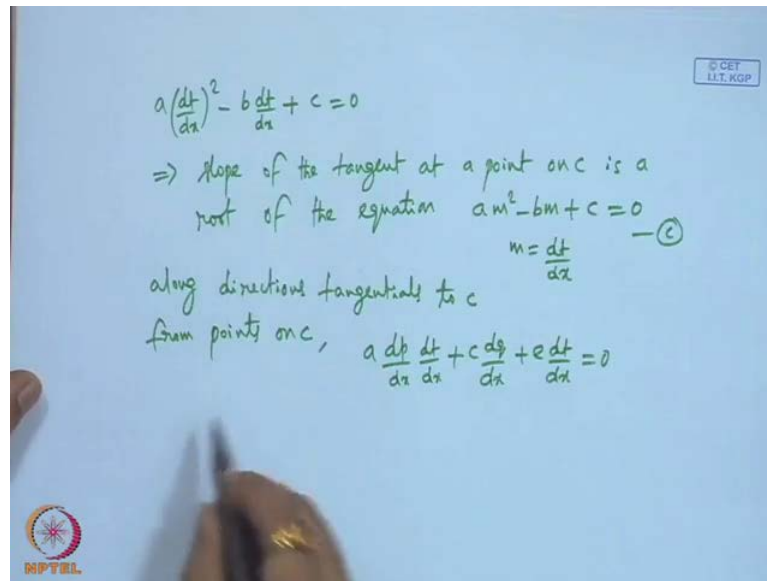 © CET
I.I.T. KGP
a(dt/dx)² - b dt/dx + c = 0
⇒ slope of the tangent at a point on c is a
root of the equation am² - bm + c = 0
— (c)
m = dt/dx
along directions tangentials to c
from points on c, a dp/dx dt/dx + c dq/dx + e dt/dx = 0
NPTEL